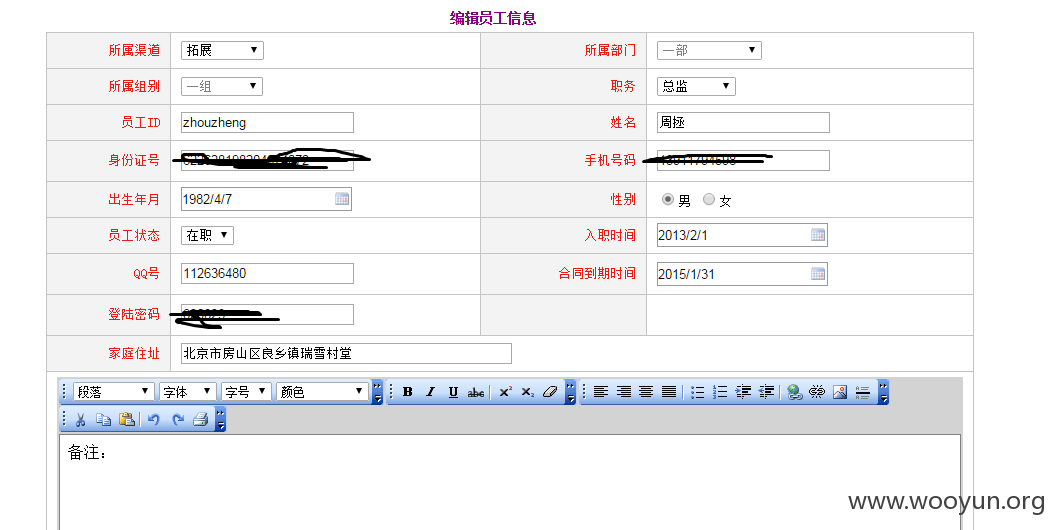 编辑员工信息
所属渠道 拓展 所属部门 一部
所属组别 一组 职务 总监
员工ID zhouzheng 姓名 周拯
身份证号 手机号码
出生年月 1982/4/7 性别 男 女
员工状态 在职 入职时间 2013/2/1
QQ号 112636480 合同到期时间 2015/1/31
登陆密码
家庭住址 北京市房山区良乡镇瑞雪村堂
段落 字体 字号 颜色 B I U abc x² x₂
备注：
www.wooyun.org